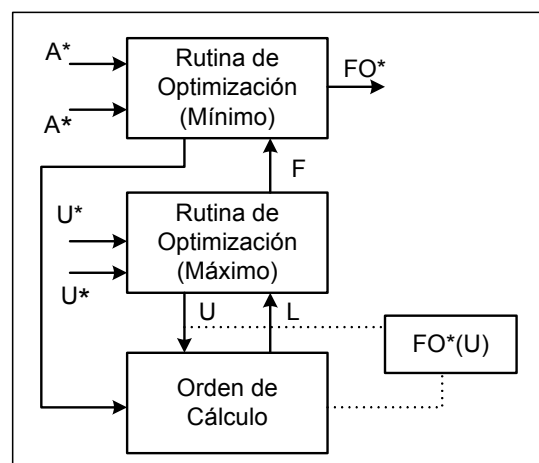 A*
Rutina de
Optimización
(Mínimo)
FO*
A*
F
U*
Rutina de
Optimización
(Máximo)
U*
U
L
FO*(U)
Orden de
Cálculo